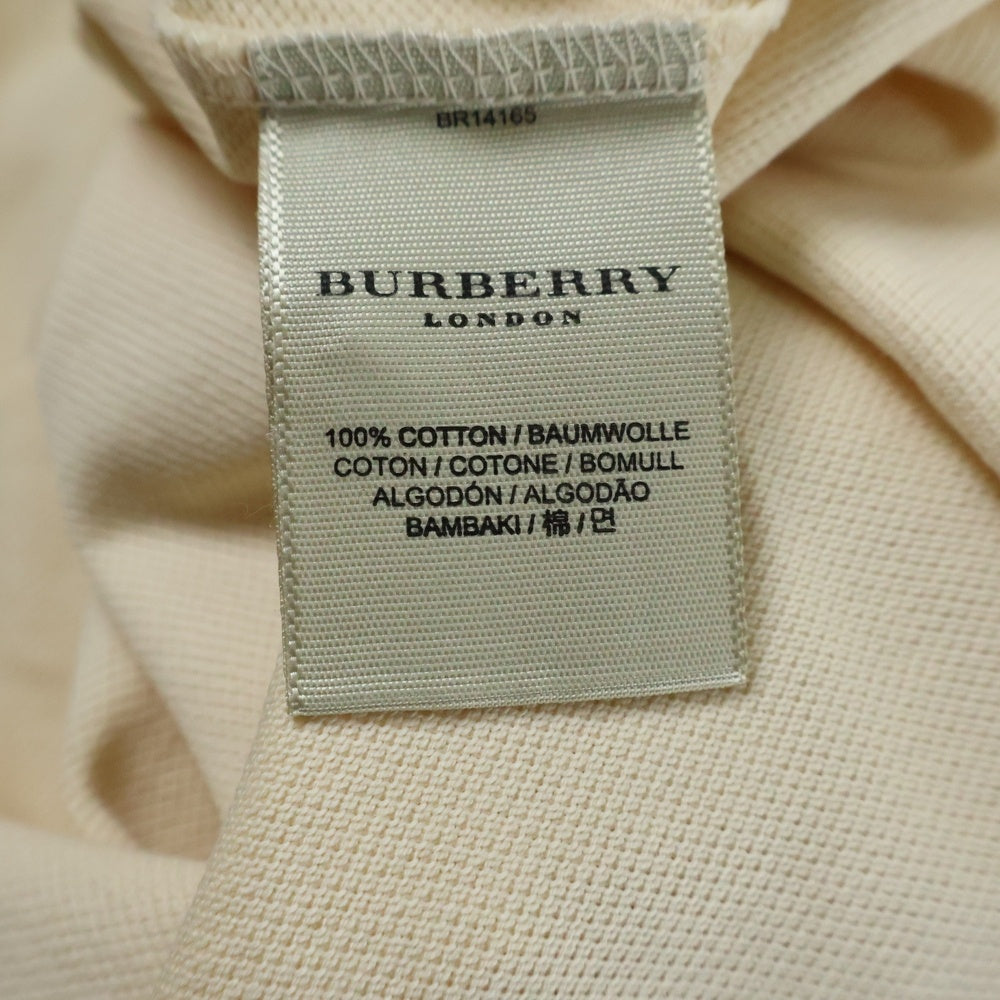 BR14165
BURBERRY
LONDON
100% COTTON / BAUMWOLLE
COTON / COTONE / BOMULL
ALGODÓN / ALGODÃO
BAMBAKI / 棉 / 면